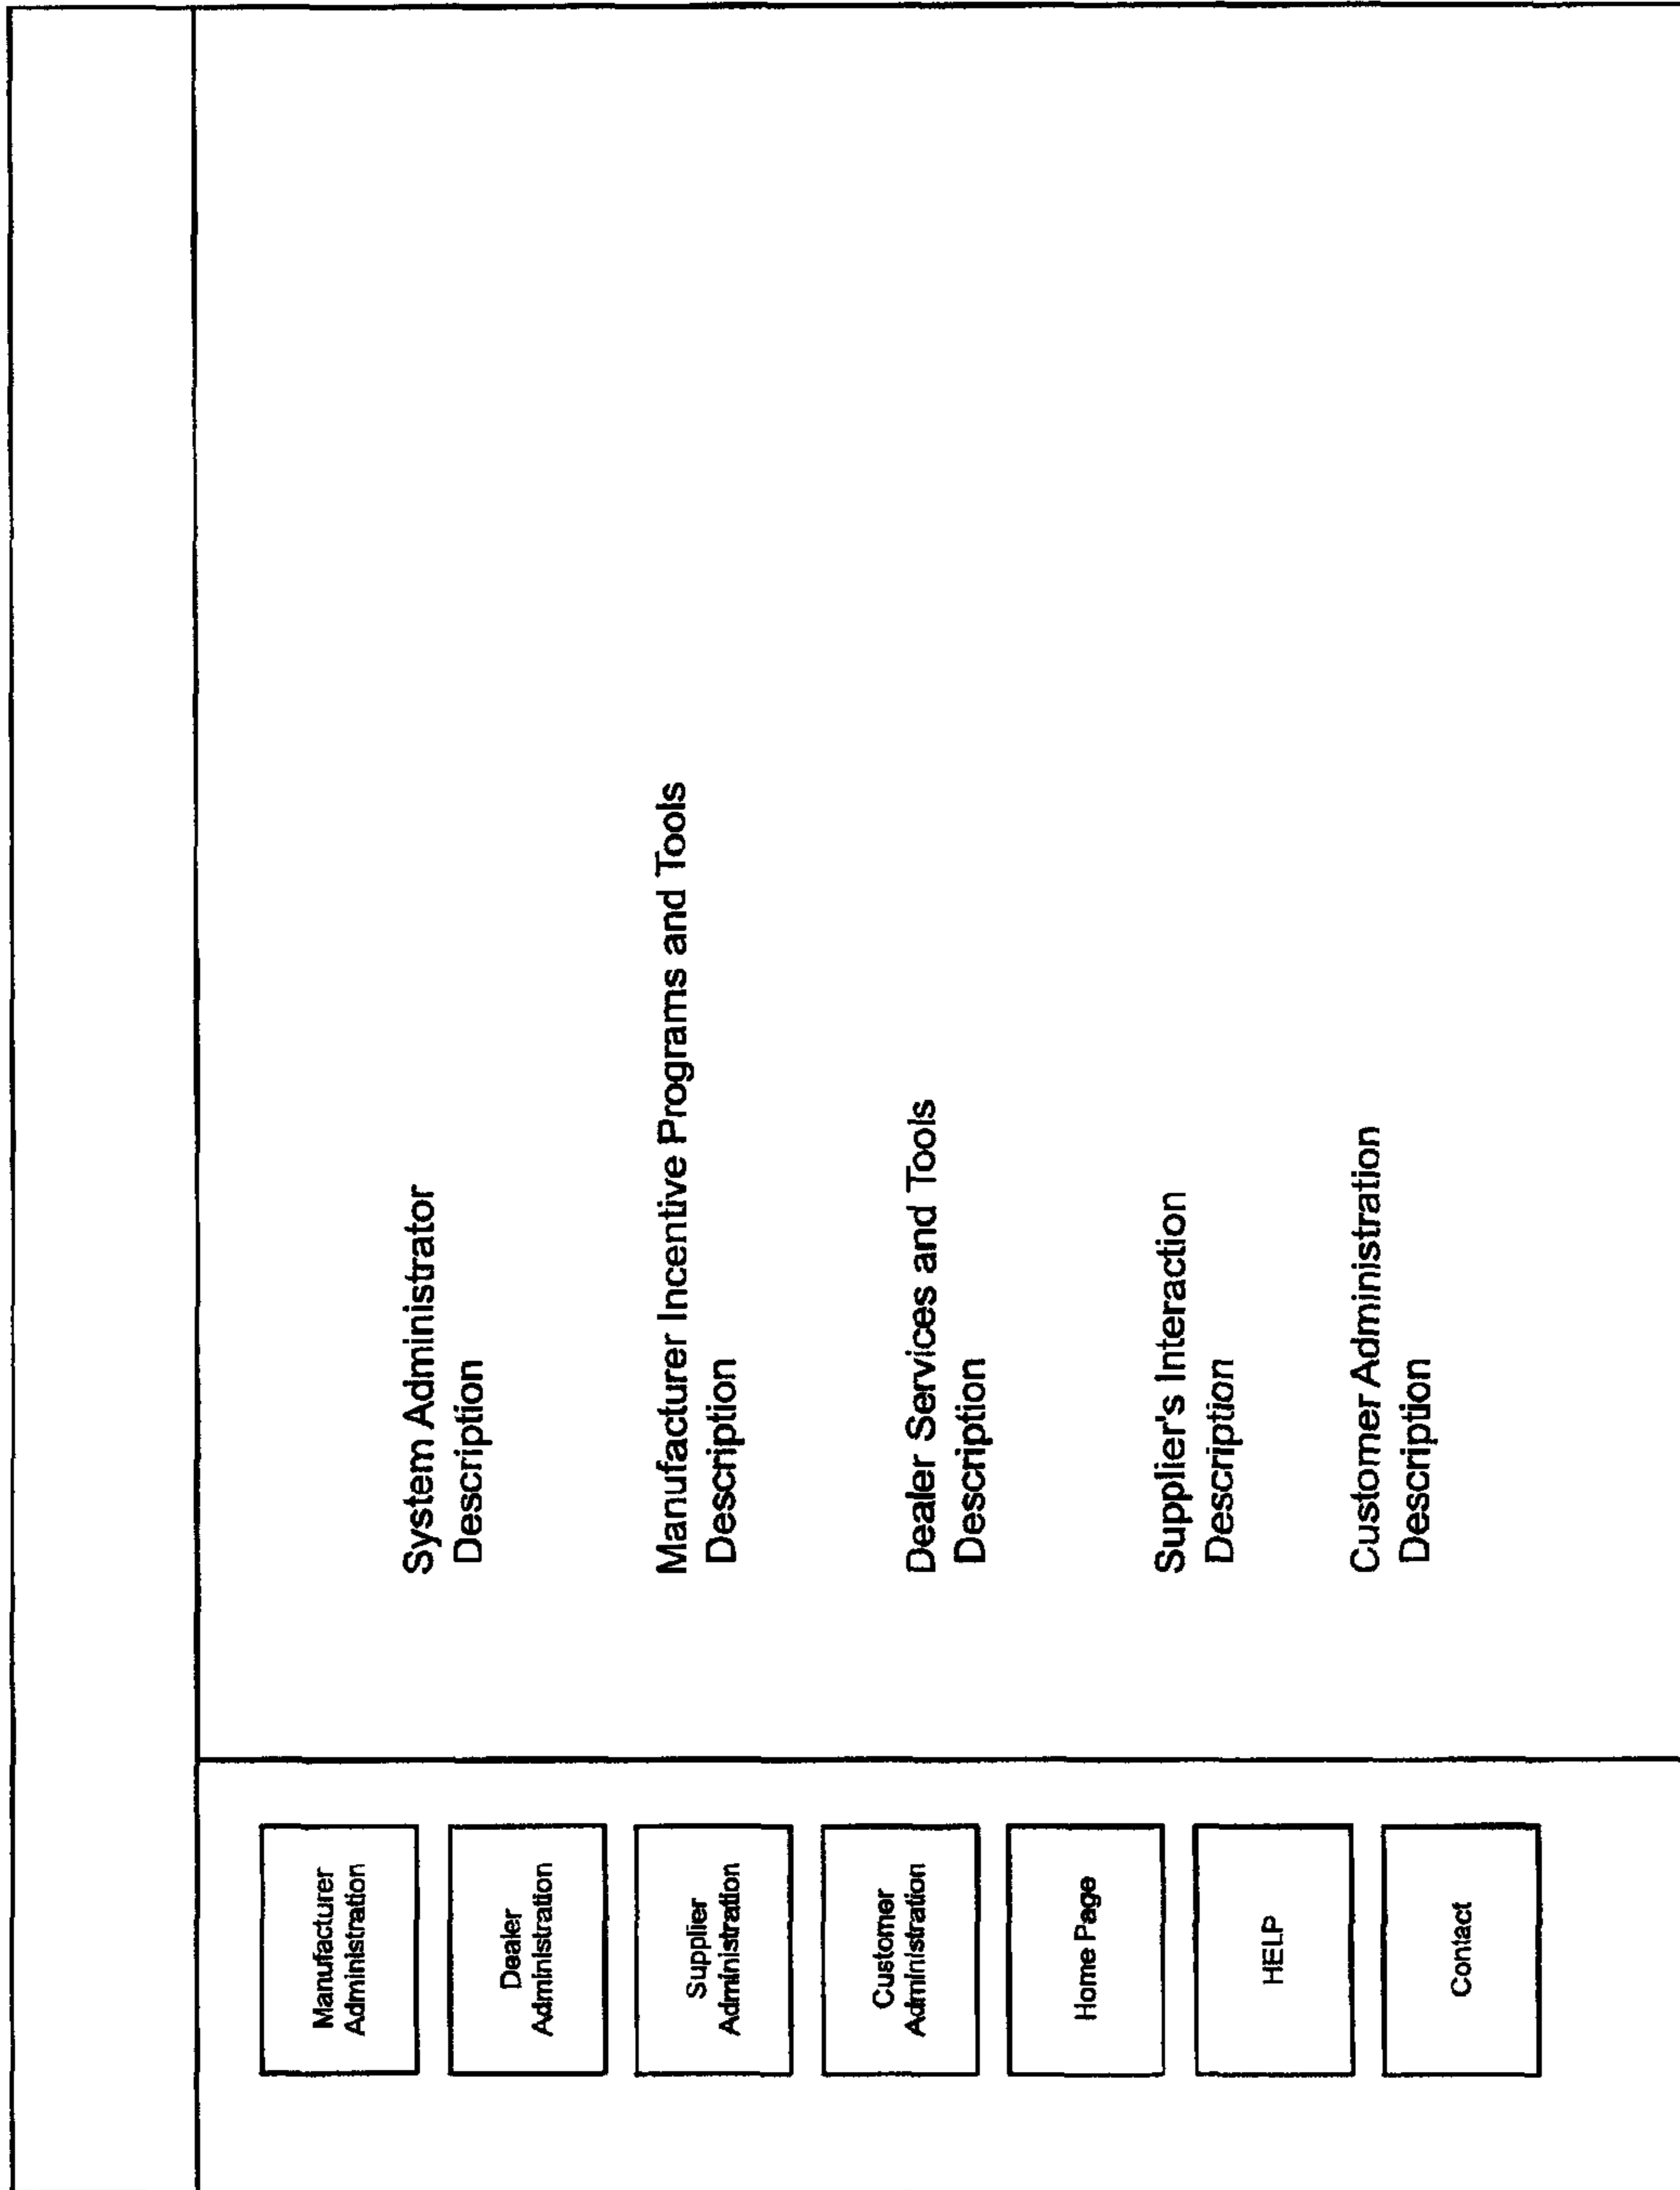 Manufacturer
Administration
Dealer
Administration
Supplier
Administration
Customer
Administration
Home Page
HELP
Contact
System Administrator
Description
Manufacturer Incentive Programs and Tools
Description
Dealer Services and Tools
Description
Supplier's Interaction
Description
Customer Administration
Description